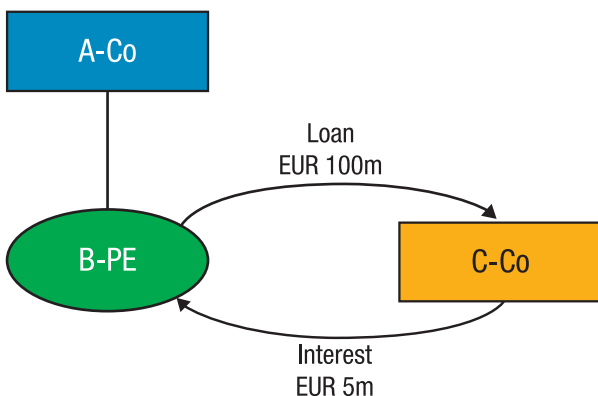 A-Co
Loan
EUR 100m
B-PE
C-Co
Interest
EUR 5m